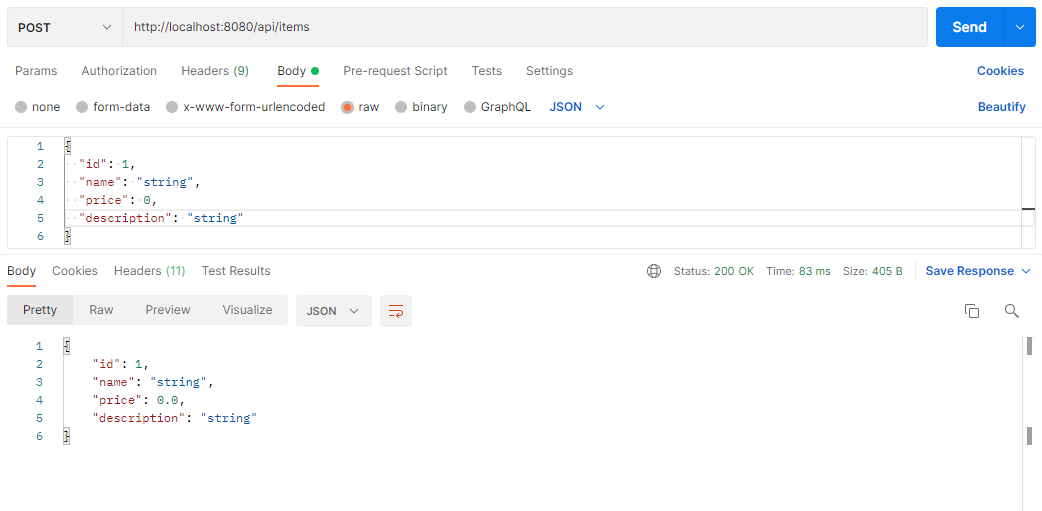 POST http://localhost:8080/api/items Send
Params Authorization Headers (9) Body Pre-request Script Tests Settings Cookies
none form-data x-www-form-urlencoded raw binary GraphQL JSON Beautify
1 {
2 "id": 1,
3 "name": "string",
4 "price": 0,
5 "description": "string"
6 }
Body Cookies Headers (11) Test Results Status: 200 OK Time: 83 ms Size: 405 B Save Response
Pretty Raw Preview Visualize JSON
1 {
2 "id": 1,
3 "name": "string",
4 "price": 0.0,
5 "description": "string"
6 }